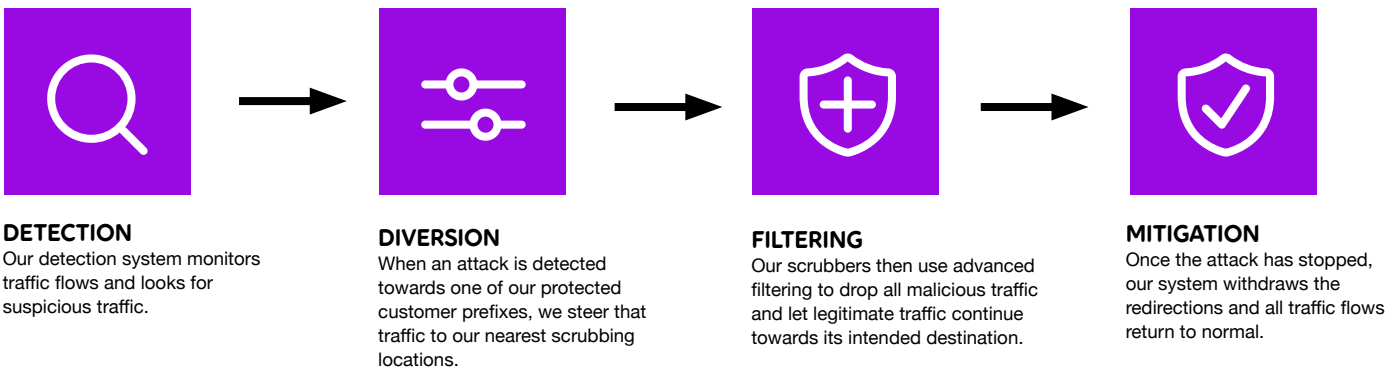 DETECTION
Our detection system monitors
traffic flows and looks for
suspicious traffic.
DIVERSION
When an attack is detected
towards one of our protected
customer prefixes, we steer that
traffic to our nearest scrubbing
locations.
FILTERING
Our scrubbers then use advanced
filtering to drop all malicious traffic
and let legitimate traffic continue
towards its intended destination.
MITIGATION
Once the attack has stopped,
our system withdraws the
redirections and all traffic flows
return to normal.